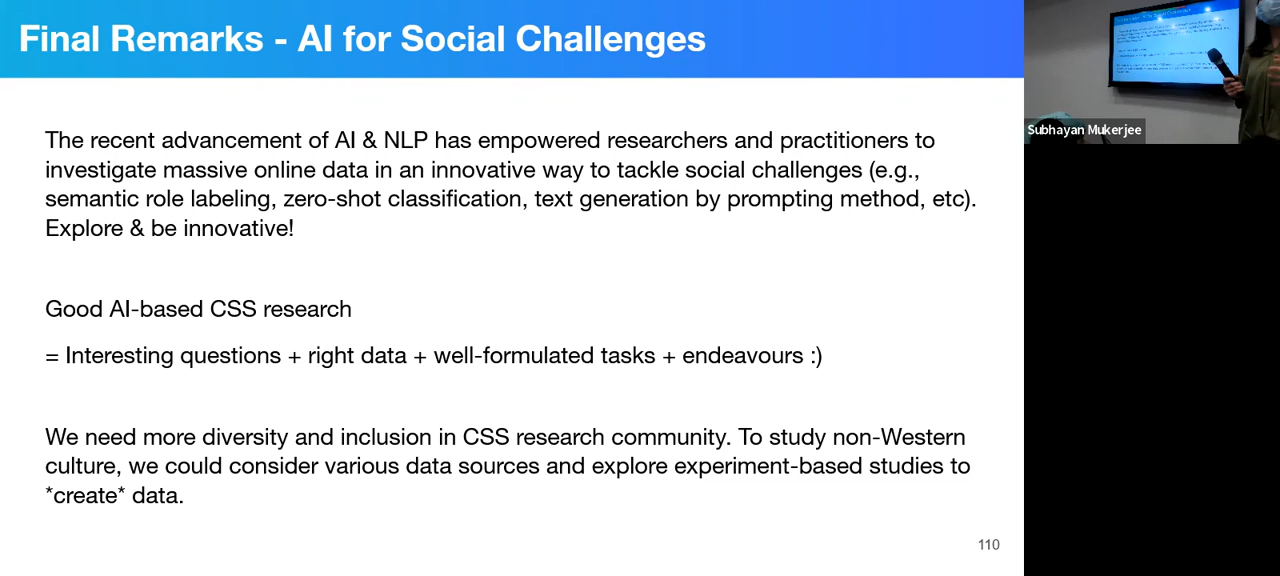 Final Remarks - AI for Social Challenges
The recent advancement of AI & NLP has empowered researchers and practitioners to
investigate massive online data in an innovative way to tackle social challenges (e.g.,
semantic role labeling, zero-shot classification, text generation by prompting method, etc).
Explore & be innovative!
Good AI-based CSS research
= Interesting questions + right data + well-formulated tasks + endeavours :)
We need more diversity and inclusion in CSS research community. To study non-Western
culture, we could consider various data sources and explore experiment-based studies to
*create* data.
110
Subhayan Mukerjee